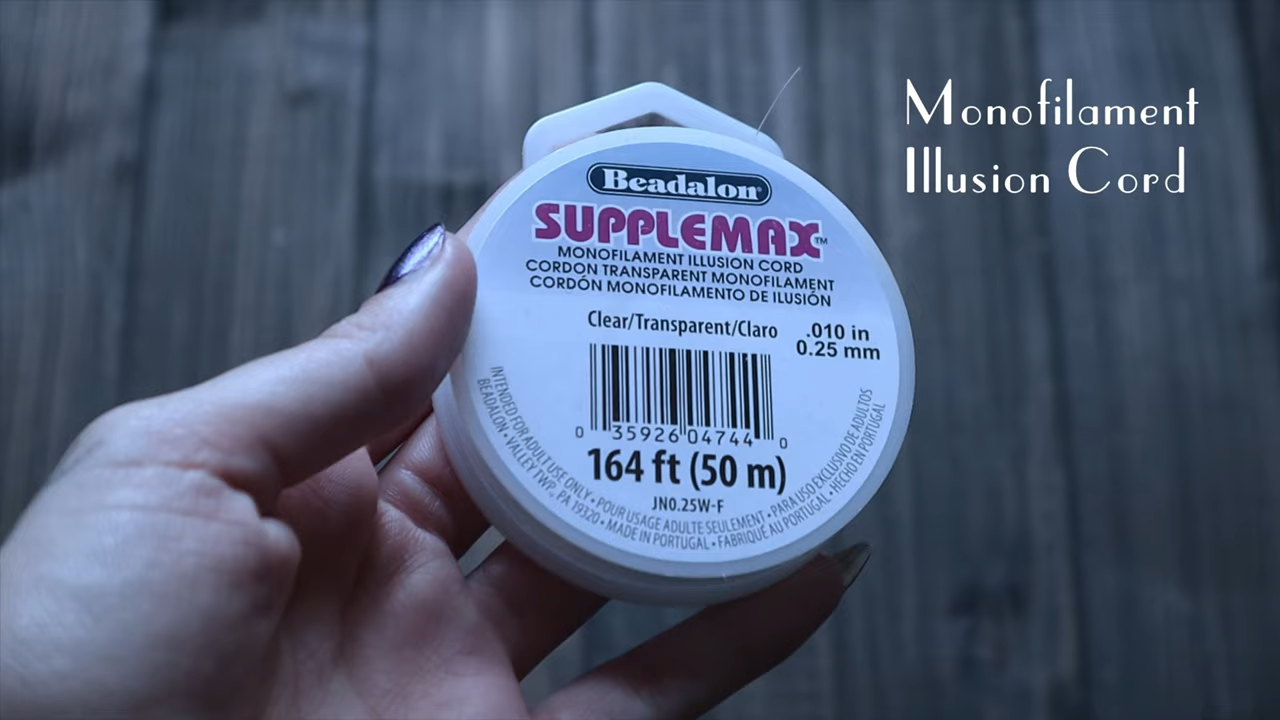 Monofilament
Illusion Cord
Beadalon®
SUPPLEMAX™
MONOFILAMENT ILLUSION CORD
CORDON TRANSPARENT MONOFILAMENT
CORDÓN MONOFILAMENTO DE ILUSIÓN
Clear/Transparent/Claro
.010 in
0.25 mm
0 35926 04744 0
164 ft (50 m)
JN0.25W-F
INTENDED FOR ADULT USE ONLY • POUR USAGE ADULTE SEULEMENT • PARA USO EXCLUSIVO DE ADULTOS
BEADALON • VALLEY TWP., PA 19320 • MADE IN PORTUGAL • FABRIQUÉ AU PORTUGAL • HECHO EN PORTUGAL